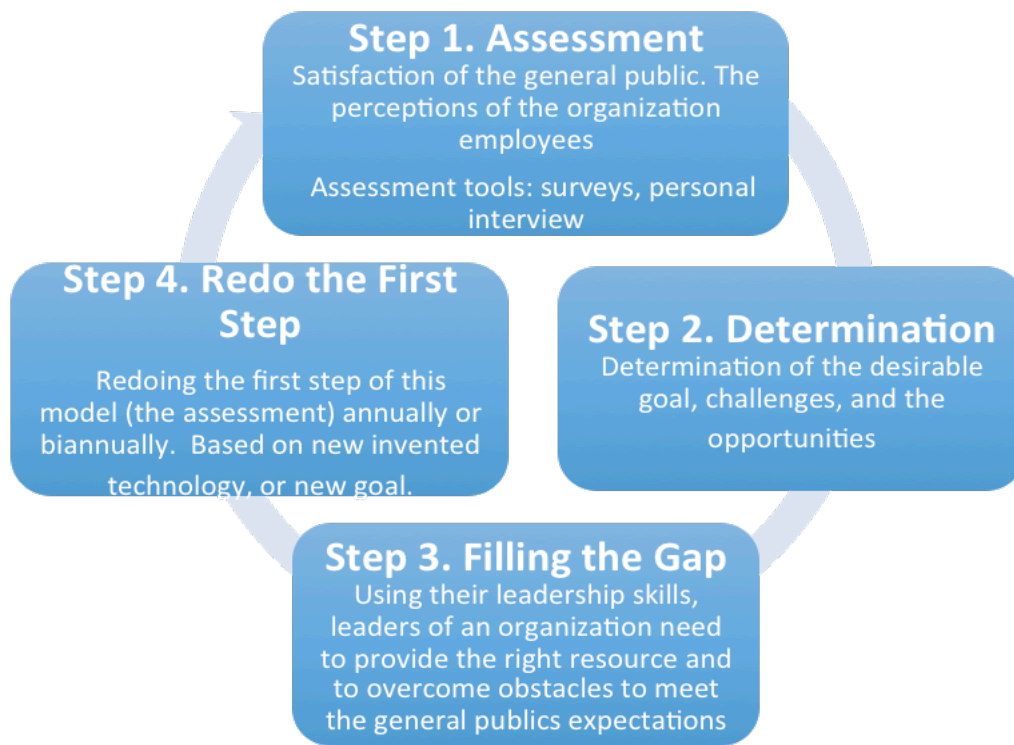 Step 1. Assessment
Satisfaction of the general public. The
perceptions of the organization
employees
Assessment tools: surveys, personal
interview
Step 2. Determination
Determination of the desirable
goal, challenges, and the
opportunities
Step 3. Filling the Gap
Using their leadership skills,
leaders of an organization need
to provide the right resource and
to overcome obstacles to meet
the general publics expectations
Step 4. Redo the First
Step
Redoing the first step of this
model (the assessment) annually or
biannually.  Based on new invented
technology, or new goal.